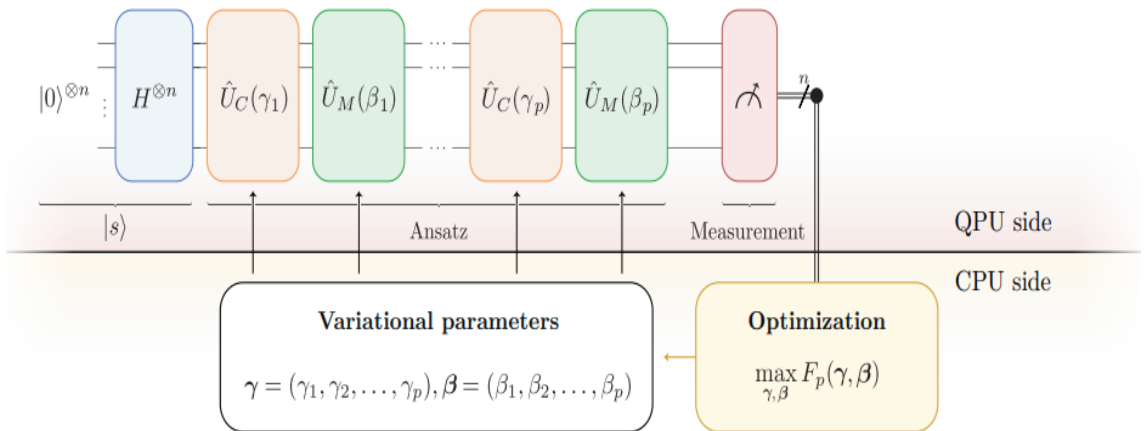 |0⟩^{⊗n} ⋮ H^{⊗n} Û_C(γ_1) Û_M(β_1) ··· ··· ··· Û_C(γ_p) Û_M(β_p) n
|s⟩ Ansatz Measurement QPU side
CPU side
Variational parameters
γ = (γ_1, γ_2, . . . , γ_p), β = (β_1, β_2, . . . , β_p)
Optimization
max_{γ,β} F_p(γ, β)